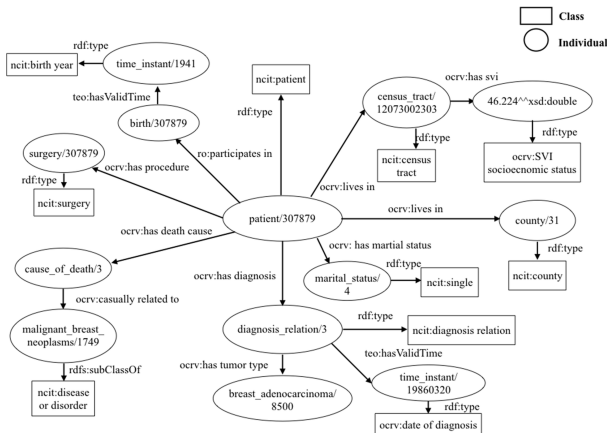 Class
Individual
rdf:type
ncit:birth year
time_instant/1941
teo:hasValidTime
birth/307879
ncit:patient
rdf:type
census_tract/
12073002303
ocrv:has svi
46.224^^xsd:double
rdf:type
ncit:census
tract
rdf:type
ocrv:SVI
socioecnomic status
surgery/307879
rdf:type
ncit:surgery
ocrv:has procedure
ro:participates in
ocrv:lives in
patient/307879
ocrv:lives in
county/31
rdf:type
ncit:county
ocrv:has death cause
cause_of_death/3
ocrv:casually related to
malignant_breast_
neoplasms/1749
rdfs:subClassOf
ncit:disease
or disorder
ocrv: has martial status
marital_status/
4
rdf:type
ncit:single
ocrv:has diagnosis
diagnosis_relation/3
rdf:type
ncit:diagnosis relation
teo:hasValidTime
ocrv:has tumor type
breast_adenocarcinoma/
8500
time_instant/
19860320
rdf:type
ocrv:date of diagnosis